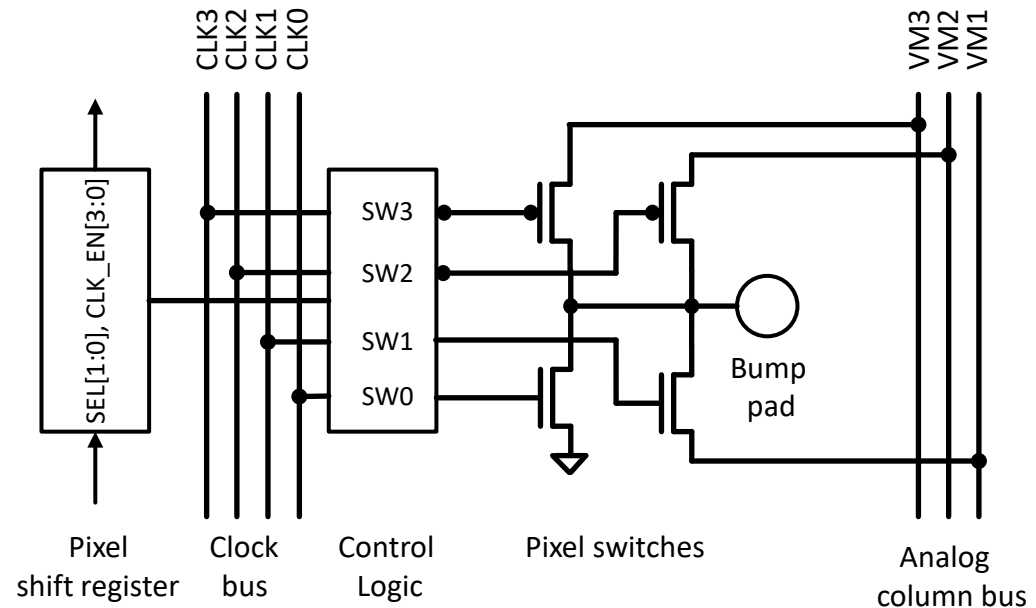 CLK3
CLK2
CLK1
CLK0
VM3
VM2
VM1
SEL[1:0], CLK_EN[3:0]
SW3
SW2
SW1
SW0
Bump
pad
Pixel
shift register
Clock
bus
Control
Logic
Pixel switches
Analog
column bus